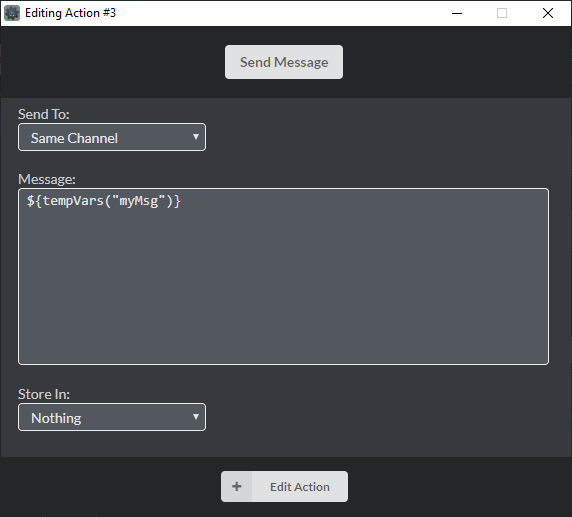 Editing Action #3
Send Message
Send To:
Same Channel
Message:
${tempVars("myMsg")}
Store In:
Nothing
Edit Action